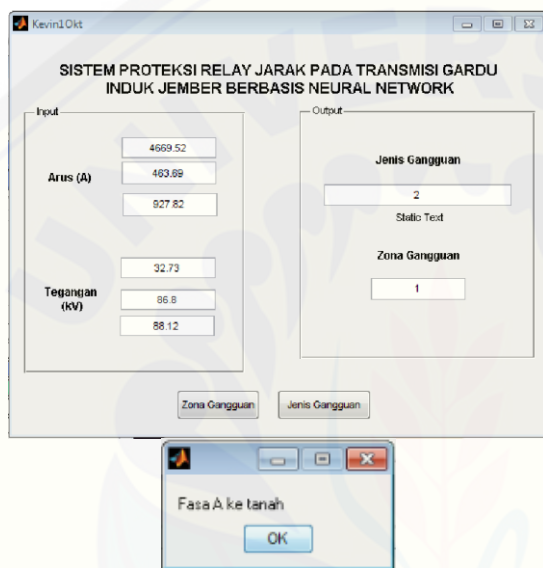 Kevin1Okt
SISTEM PROTEKSI RELAY JARAK PADA TRANSMISI GARDU
INDUK JEMBER BERBASIS NEURAL NETWORK
Input
Arus (A)
4669.52
463.69
927.82
Tegangan
(kV)
32.73
86.8
88.12
Output
Jenis Gangguan
2
Static Text
Zona Gangguan
1
Zona Gangguan
Jenis Gangguan
Fasa A ke tanah
OK